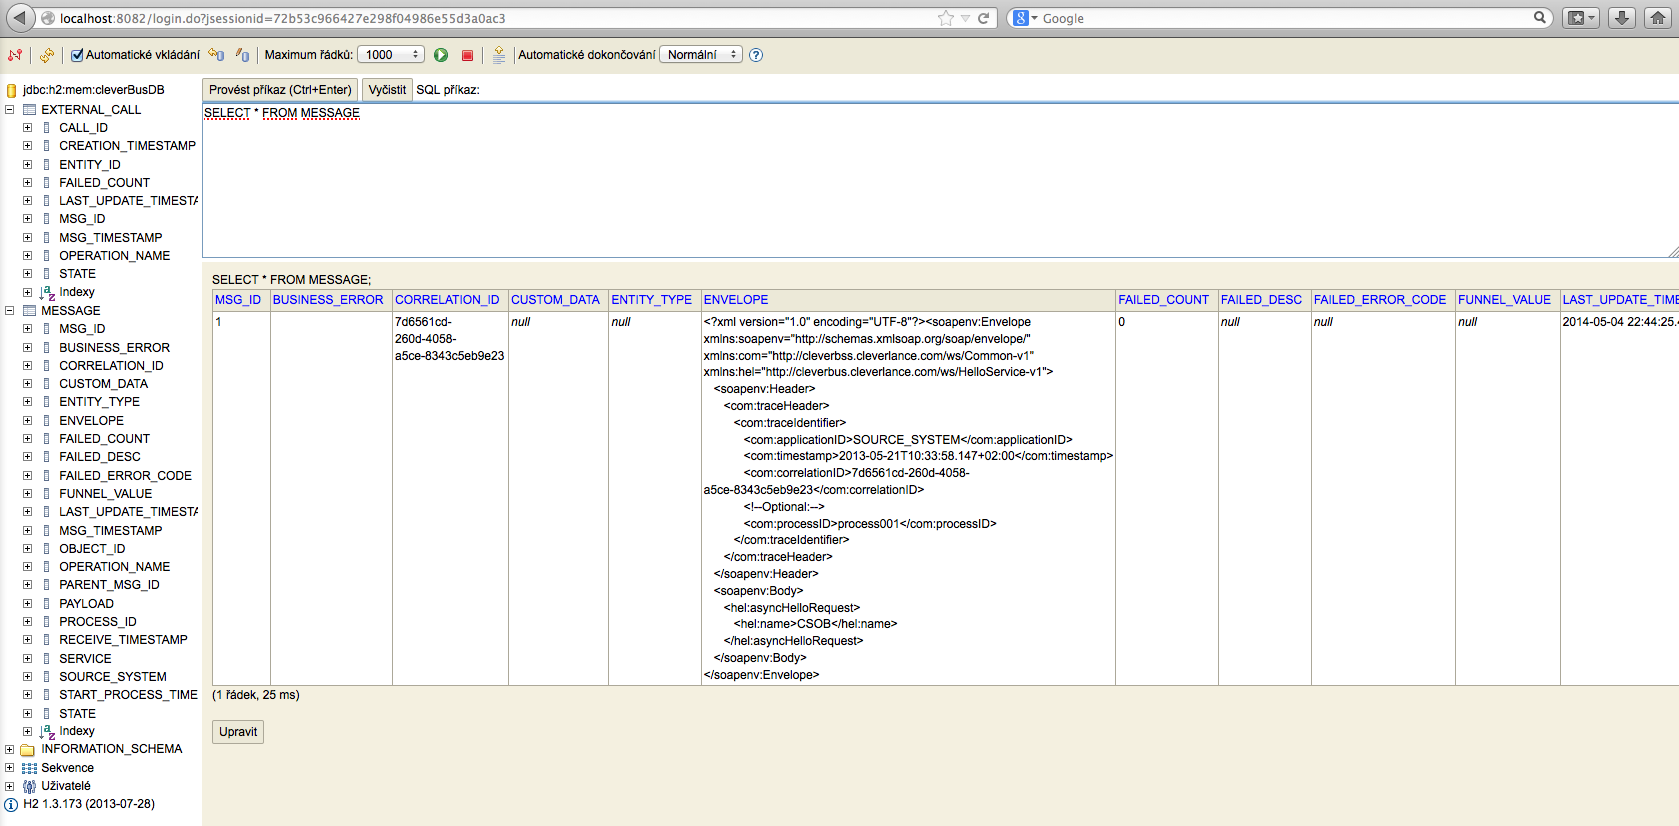 localhost:8082/login.do?jsessionid=72b53c966427e298f04986e55d3a0ac3
8 Google
Automatické vkládání Maximum řádků: 1000 Automatické dokončování Normální ?
jdbc:h2:mem:cleverBusDB
EXTERNAL_CALL
CALL_ID
CREATION_TIMESTAMP
ENTITY_ID
FAILED_COUNT
LAST_UPDATE_TIMESTA
MSG_ID
MSG_TIMESTAMP
OPERATION_NAME
STATE
Indexy
MESSAGE
MSG_ID
BUSINESS_ERROR
CORRELATION_ID
CUSTOM_DATA
ENTITY_TYPE
ENVELOPE
FAILED_COUNT
FAILED_DESC
FAILED_ERROR_CODE
FUNNEL_VALUE
LAST_UPDATE_TIMESTA
MSG_TIMESTAMP
OBJECT_ID
OPERATION_NAME
PARENT_MSG_ID
PAYLOAD
PROCESS_ID
RECEIVE_TIMESTAMP
SERVICE
SOURCE_SYSTEM
START_PROCESS_TIME
STATE
Indexy
INFORMATION_SCHEMA
Sekvence
Uživatelé
H2 1.3.173 (2013-07-28)
Provést příkaz (Ctrl+Enter) Vyčistit SQL příkaz:
SELECT * FROM MESSAGE
SELECT * FROM MESSAGE;
MSG_ID BUSINESS_ERROR CORRELATION_ID CUSTOM_DATA ENTITY_TYPE ENVELOPE FAILED_COUNT FAILED_DESC FAILED_ERROR_CODE FUNNEL_VALUE LAST_UPDATE_TIME
1
7d6561cd-
260d-4058-
a5ce-8343c5eb9e23
null
null
<?xml version="1.0" encoding="UTF-8"?><soapenv:Envelope
xmlns:soapenv="http://schemas.xmlsoap.org/soap/envelope/"
xmlns:com="http://cleverbss.cleverlance.com/ws/Common-v1"
xmlns:hel="http://cleverbus.cleverlance.com/ws/HelloService-v1">
<soapenv:Header>
<com:traceHeader>
<com:traceIdentifier>
<com:applicationID>SOURCE_SYSTEM</com:applicationID>
<com:timestamp>2013-05-21T10:33:58.147+02:00</com:timestamp>
<com:correlationID>7d6561cd-260d-4058-
a5ce-8343c5eb9e23</com:correlationID>
<!--Optional:-->
<com:processID>process001</com:processID>
</com:traceIdentifier>
</com:traceHeader>
</soapenv:Header>
<soapenv:Body>
<hel:asyncHelloRequest>
<hel:name>CSOB</hel:name>
</hel:asyncHelloRequest>
</soapenv:Body>
</soapenv:Envelope>
0
null
null
null
2014-05-04 22:44:25.
(1 řádek, 25 ms)
Upravit